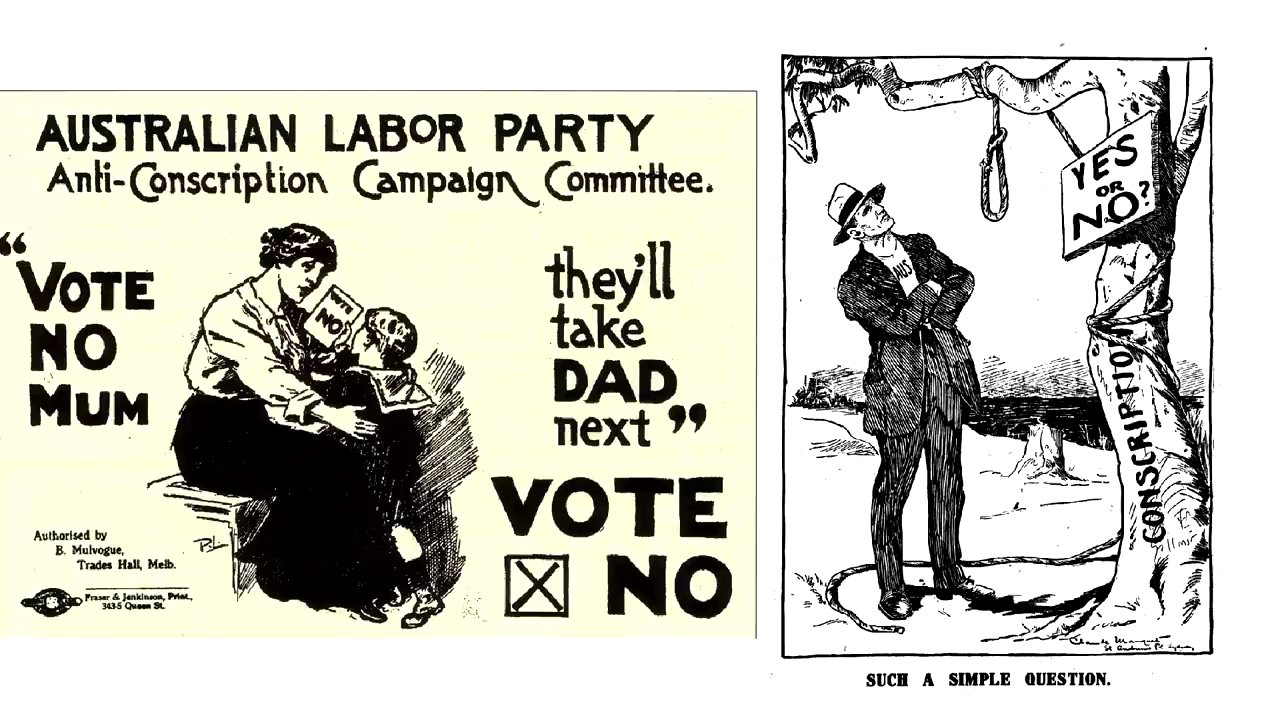 AUSTRALIAN LABOR PARTY
Anti-Conscription Campaign Committee.
"VOTE
NO
MUM
they'll
take
DAD
next"
VOTE
NO
VOTE
NO
Authorised by
B. Mulvogue,
Trades Hall, Melb.
Fraser & Jenkinson, Print.,
343-5 Queen St.
YES
OR
NO?
AUS
CONSCRIPTION
Claude Marquet
SUCH A SIMPLE QUESTION.